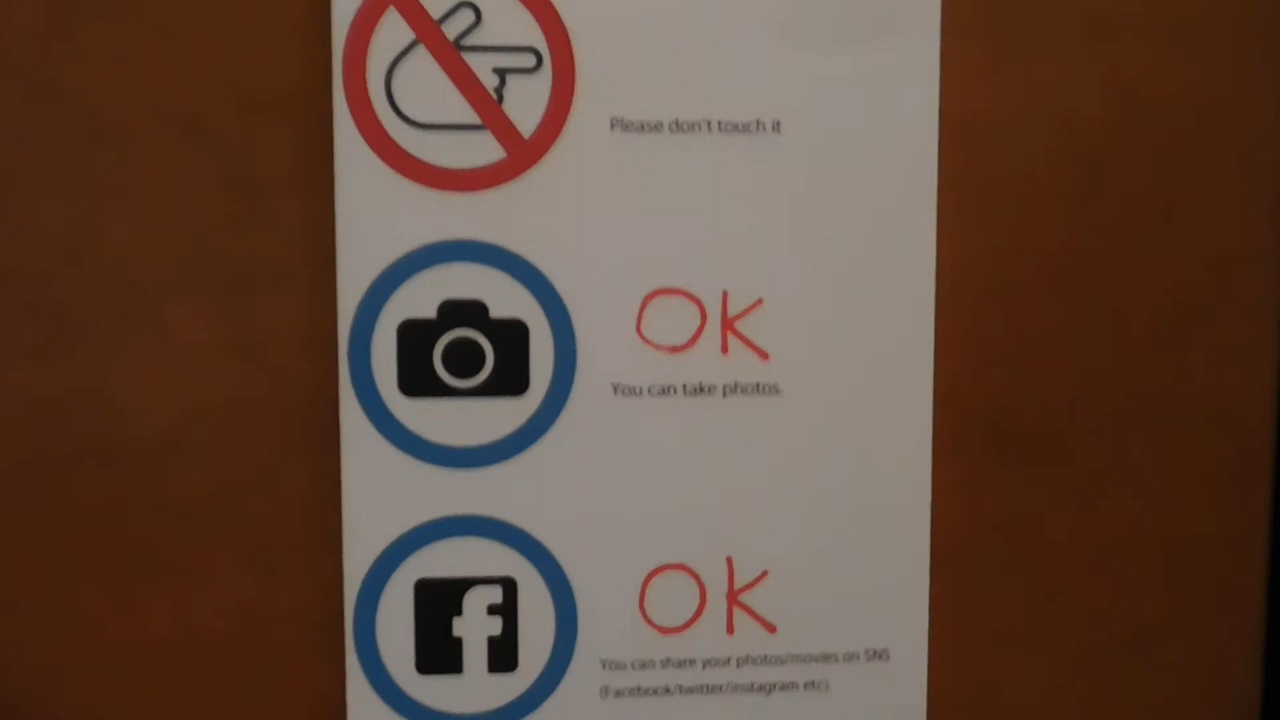 Please don't touch it
OK
You can take photos.
f
OK
You can share your photos/movies on SNS
(Facebook/twitter/instagram etc)